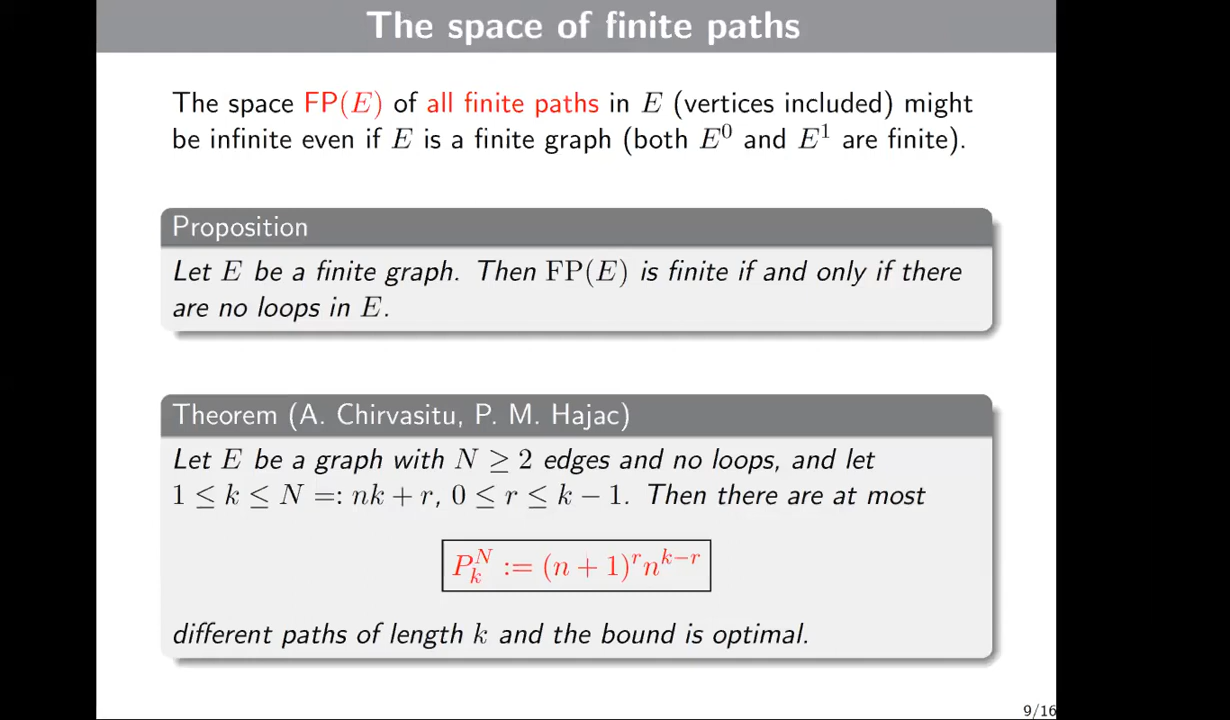 The space of finite paths
The space FP(E) of all finite paths in E (vertices included) might
be infinite even if E is a finite graph (both E⁰ and E¹ are finite).
Proposition
Let E be a finite graph. Then FP(E) is finite if and only if there
are no loops in E.
Theorem (A. Chirvasitu, P. M. Hajac)
Let E be a graph with N ≥ 2 edges and no loops, and let
1 ≤ k ≤ N =: nk + r, 0 ≤ r ≤ k − 1. Then there are at most
P_k^N := (n + 1)^r n^{k−r}
different paths of length k and the bound is optimal.
9/16